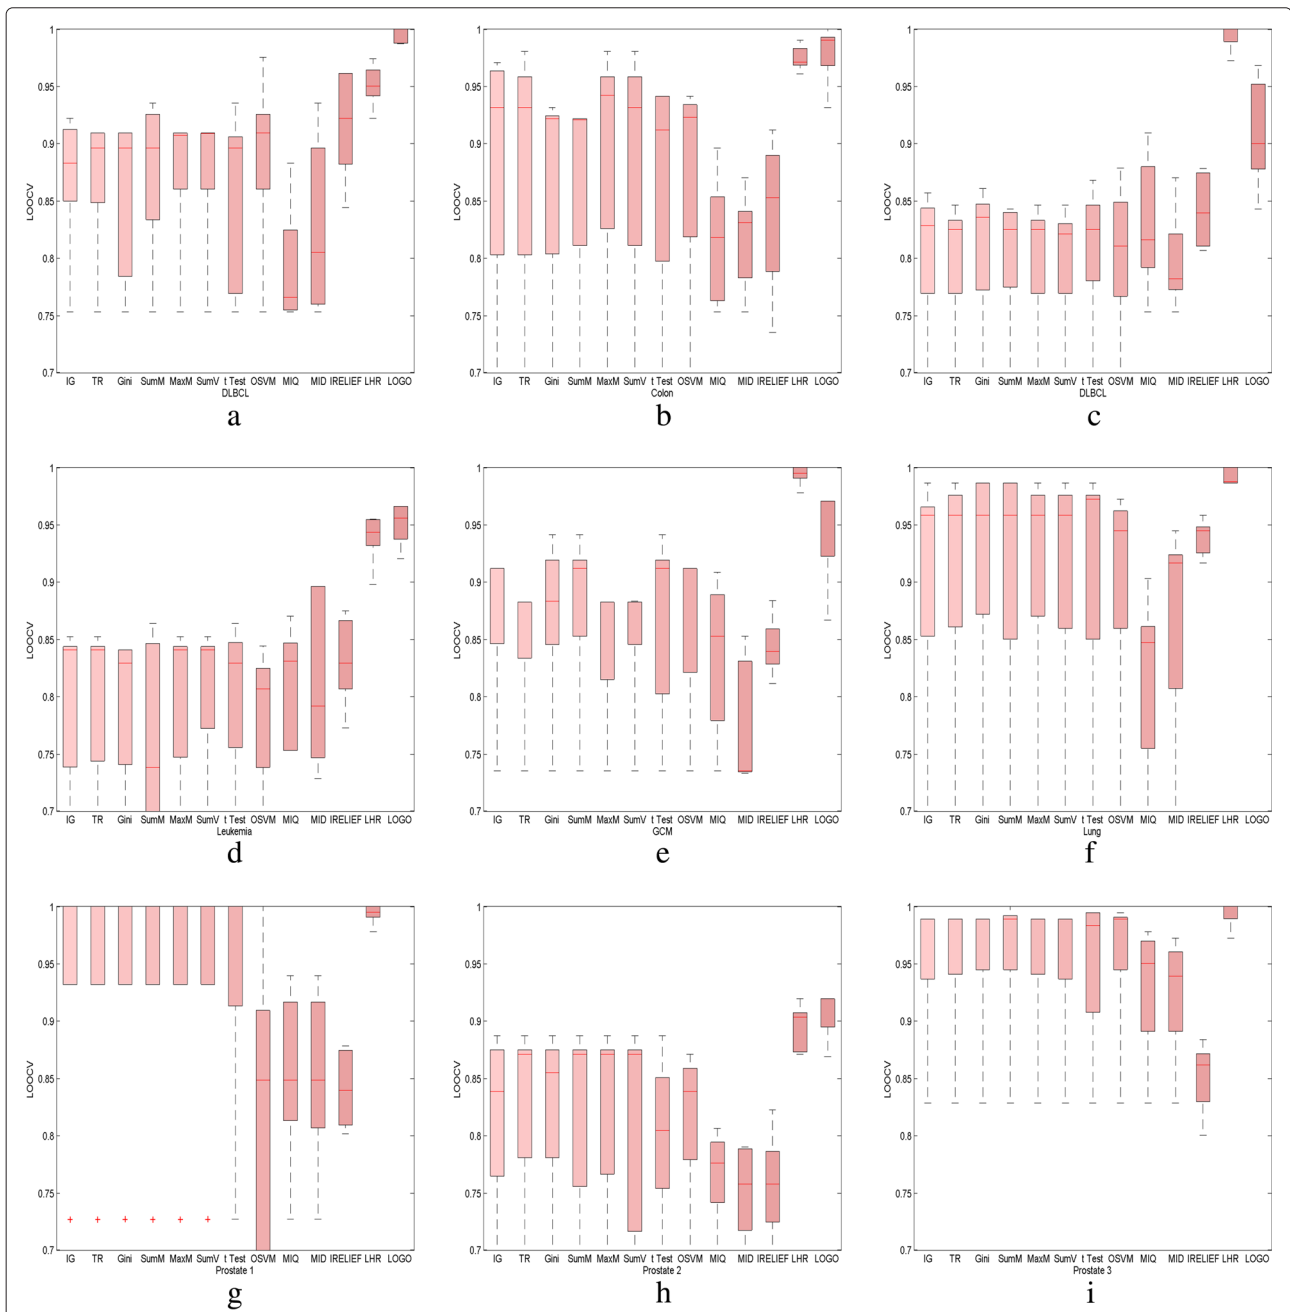 1 1 1
0.95 0.95 0.95
0.9 0.9 0.9
LOOCV LOOCV LOOCV
0.85 0.85 0.85
0.8 0.8 0.8
0.75 0.75 0.75
0.7 0.7 0.7
IG TR Gini SumM MaxM SumV t Test OSVM MIQ MID IRELIEF LHR LOGO IG TR Gini SumM MaxM SumV t Test OSVM MIQ MID IRELIEF LHR LOGO IG TR Gini SumM MaxM SumV t Test OSVM MIQ MID IRELIEF LHR LOGO
DLBCL Colon DLBCL
a b c
1 1 1
0.95 0.95 0.95
0.9 0.9 0.9
LOOCV LOOCV LOOCV
0.85 0.85 0.85
0.8 0.8 0.8
0.75 0.75 0.75
0.7 0.7 0.7
IG TR Gini SumM MaxM SumV t Test OSVM MIQ MID IRELIEF LHR LOGO IG TR Gini SumM MaxM SumV t Test OSVM MIQ MID IRELIEF LHR LOGO IG TR Gini SumM MaxM SumV t Test OSVM MIQ MID IRELIEF LHR LOGO
Leukemia GCM Lung
d e f
1 1 1
0.95 0.95 0.95
0.9 0.9 0.9
LOOCV LOOCV LOOCV
0.85 0.85 0.85
0.8 0.8 0.8
0.75 0.75 0.75
0.7 0.7 0.7
IG TR Gini SumM MaxM SumV t Test OSVM MIQ MID IRELIEF LHR LOGO IG TR Gini SumM MaxM SumV t Test OSVM MIQ MID IRELIEF LHR LOGO IG TR Gini SumM MaxM SumV t Test OSVM MIQ MID IRELIEF LHR LOGO
Prostate 1 Prostate 2 Prostate 3
g h i